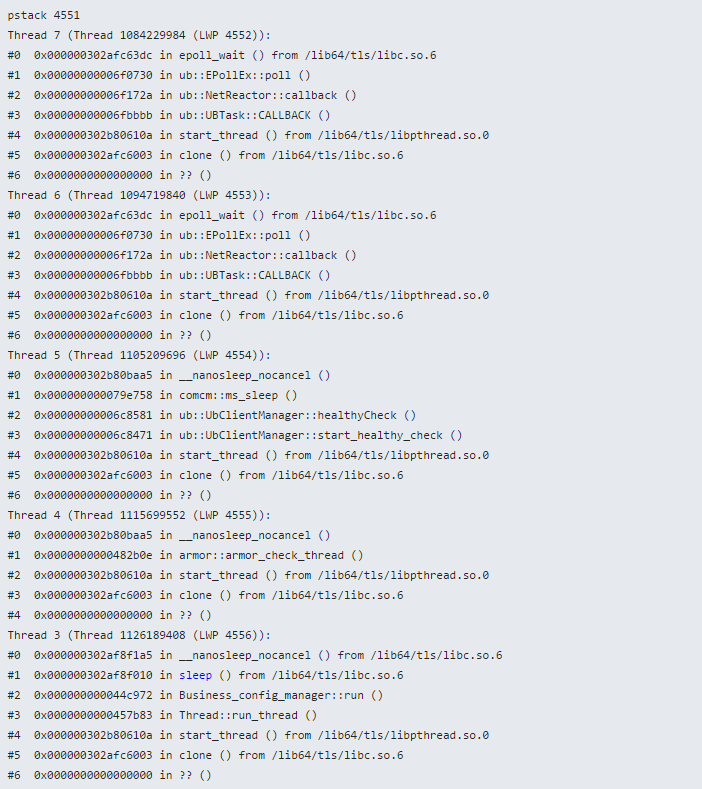 pstack 4551
Thread 7 (Thread 1084229984 (LWP 4552)):
#0  0x000000302afc63dc in epoll_wait () from /lib64/tls/libc.so.6
#1  0x00000000006f0730 in ub::EPollEx::poll ()
#2  0x00000000006f172a in ub::NetReactor::callback ()
#3  0x00000000006fbbbb in ub::UBTask::CALLBACK ()
#4  0x000000302b80610a in start_thread () from /lib64/tls/libpthread.so.0
#5  0x000000302afc6003 in clone () from /lib64/tls/libc.so.6
#6  0x0000000000000000 in ?? ()
Thread 6 (Thread 1094719840 (LWP 4553)):
#0  0x000000302afc63dc in epoll_wait () from /lib64/tls/libc.so.6
#1  0x00000000006f0730 in ub::EPollEx::poll ()
#2  0x00000000006f172a in ub::NetReactor::callback ()
#3  0x00000000006fbbbb in ub::UBTask::CALLBACK ()
#4  0x000000302b80610a in start_thread () from /lib64/tls/libpthread.so.0
#5  0x000000302afc6003 in clone () from /lib64/tls/libc.so.6
#6  0x0000000000000000 in ?? ()
Thread 5 (Thread 1105209696 (LWP 4554)):
#0  0x000000302b80baa5 in __nanosleep_nocancel ()
#1  0x000000000079e758 in comcm::ms_sleep ()
#2  0x00000000006c8581 in ub::UbClientManager::healthyCheck ()
#3  0x00000000006c8471 in ub::UbClientManager::start_healthy_check ()
#4  0x000000302b80610a in start_thread () from /lib64/tls/libpthread.so.0
#5  0x000000302afc6003 in clone () from /lib64/tls/libc.so.6
#6  0x0000000000000000 in ?? ()
Thread 4 (Thread 1115699552 (LWP 4555)):
#0  0x000000302b80baa5 in __nanosleep_nocancel ()
#1  0x0000000000482b0e in armor::armor_check_thread ()
#2  0x000000302b80610a in start_thread () from /lib64/tls/libpthread.so.0
#3  0x000000302afc6003 in clone () from /lib64/tls/libc.so.6
#4  0x0000000000000000 in ?? ()
Thread 3 (Thread 1126189408 (LWP 4556)):
#0  0x000000302af8f1a5 in __nanosleep_nocancel () from /lib64/tls/libc.so.6
#1  0x000000302af8f010 in sleep () from /lib64/tls/libc.so.6
#2  0x000000000044c972 in Business_config_manager::run ()
#3  0x0000000000457b83 in Thread::run_thread ()
#4  0x000000302b80610a in start_thread () from /lib64/tls/libpthread.so.0
#5  0x000000302afc6003 in clone () from /lib64/tls/libc.so.6
#6  0x0000000000000000 in ?? ()